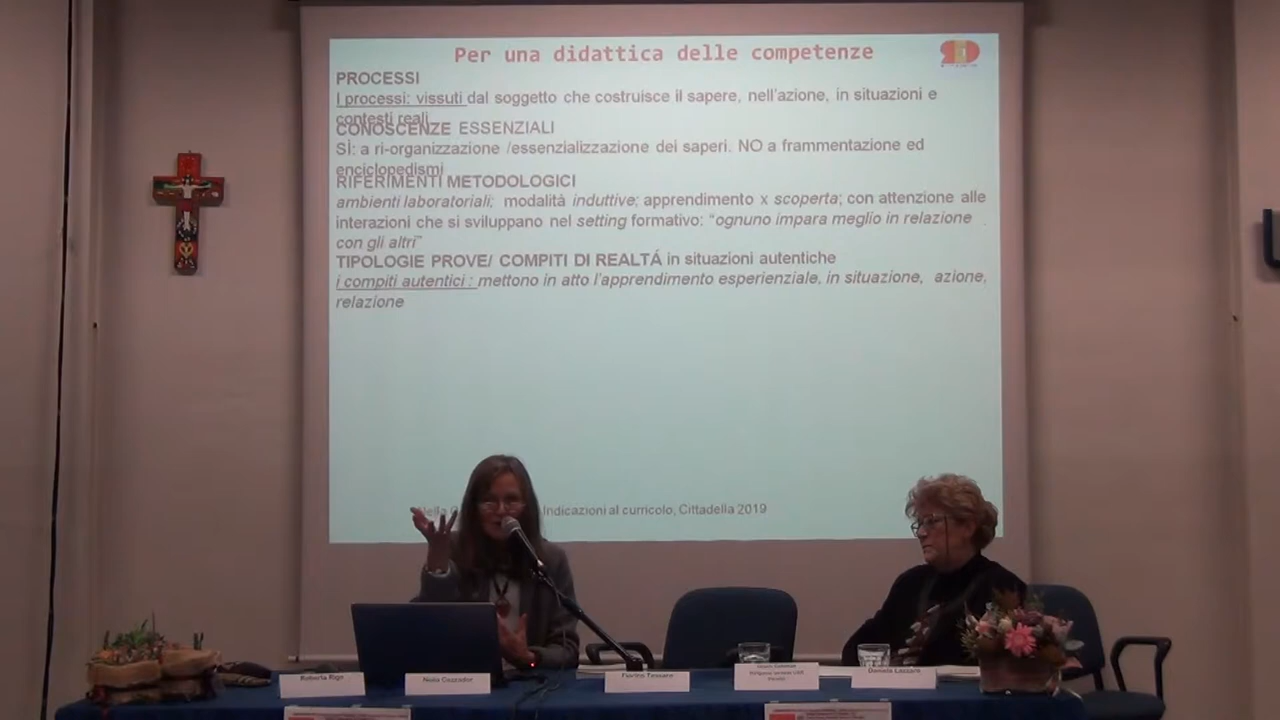 Per una didattica delle competenze
PROCESSI
I processi: vissuti dal soggetto che costruisce il sapere, nell'azione, in situazioni e
contesti reali
CONOSCENZE ESSENZIALI
SÌ: a ri-organizzazione /essenzializzazione dei saperi. NO a frammentazione ed
enciclopedismi
RIFERIMENTI METODOLOGICI
ambienti laboratoriali; modalità induttive; apprendimento x scoperta; con attenzione alle
interazioni che si sviluppano nel setting formativo: "ognuno impara meglio in relazione
con gli altri"
TIPOLOGIE PROVE/ COMPITI DI REALTÁ in situazioni autentiche
i compiti autentici : mettono in atto l'apprendimento esperienziale, in situazione, azione,
relazione
Indicazioni al curricolo, Cittadella 2019
Roberta Rigo
Fiorino Tessaro
Daniela Lazzaro